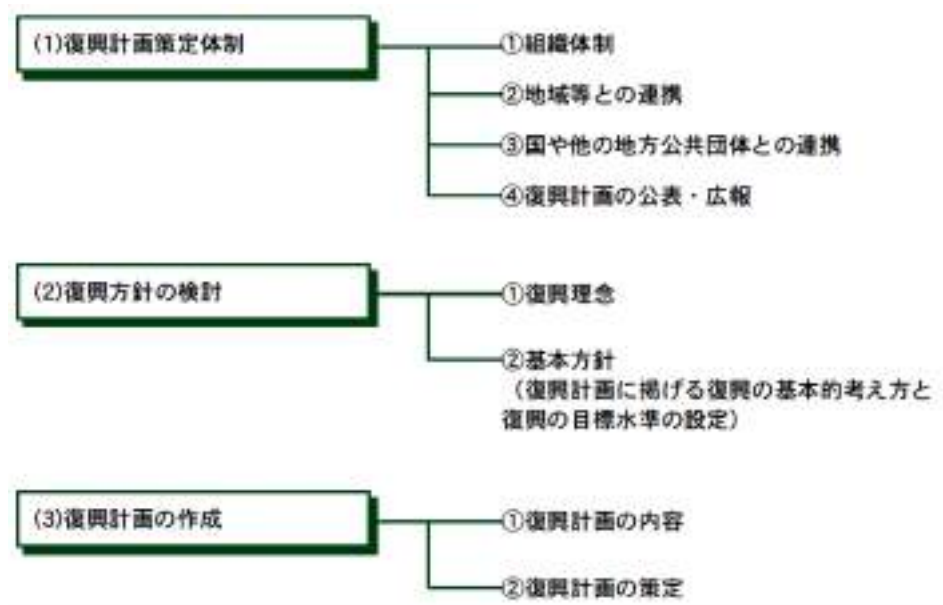 (1)復興計画策定体制
①組織体制
②地域等との連携
③国や他の地方公共団体との連携
④復興計画の公表・広報
(2)復興方針の検討
①復興理念
②基本方針
（復興計画に掲げる復興の基本的考え方と
復興の目標水準の設定）
(3)復興計画の作成
①復興計画の内容
②復興計画の策定